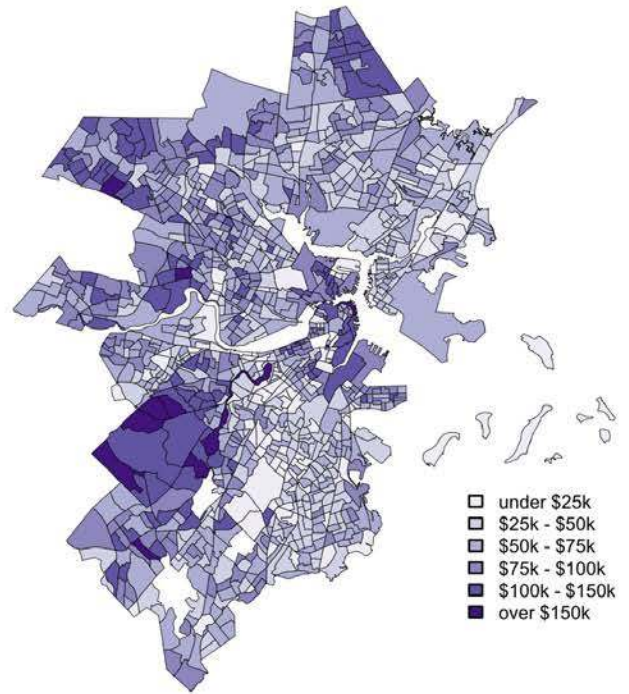 under $25k
$25k - $50k
$50k - $75k
$75k - $100k
$100k - $150k
over $150k